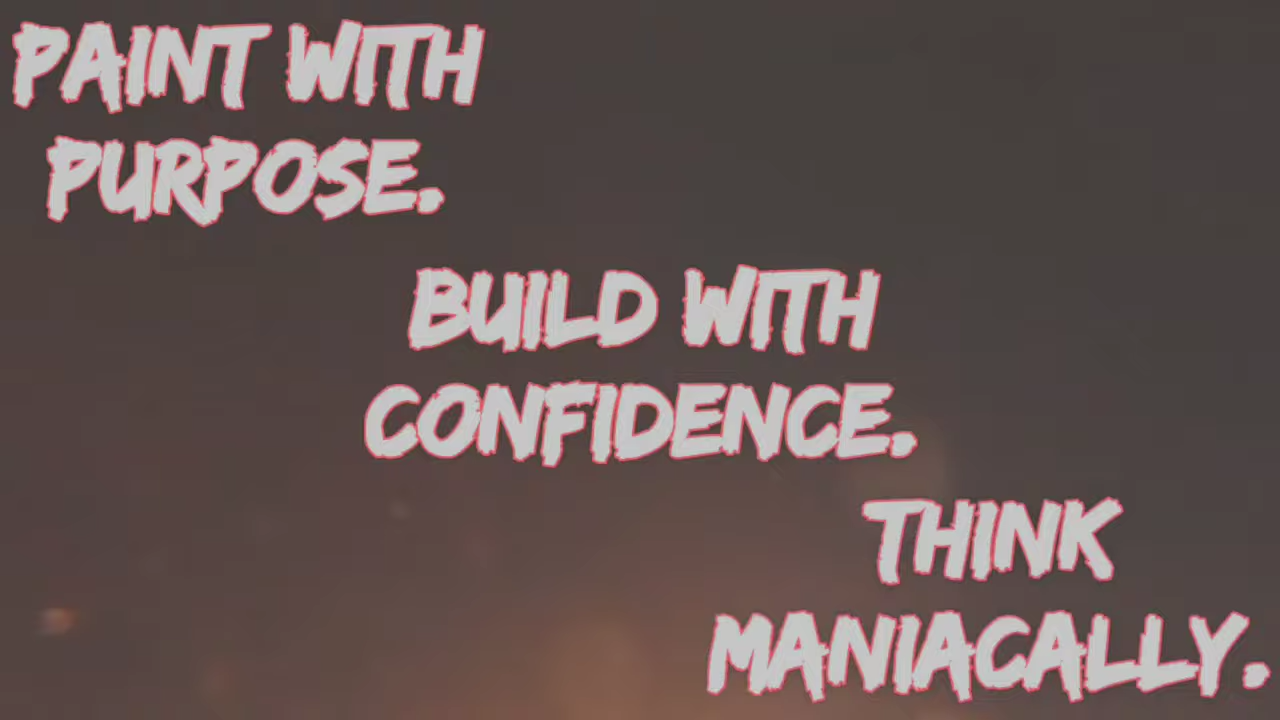 PAINT WITH
PURPOSE.
BUILD WITH
CONFIDENCE.
THINK
MANIACALLY.